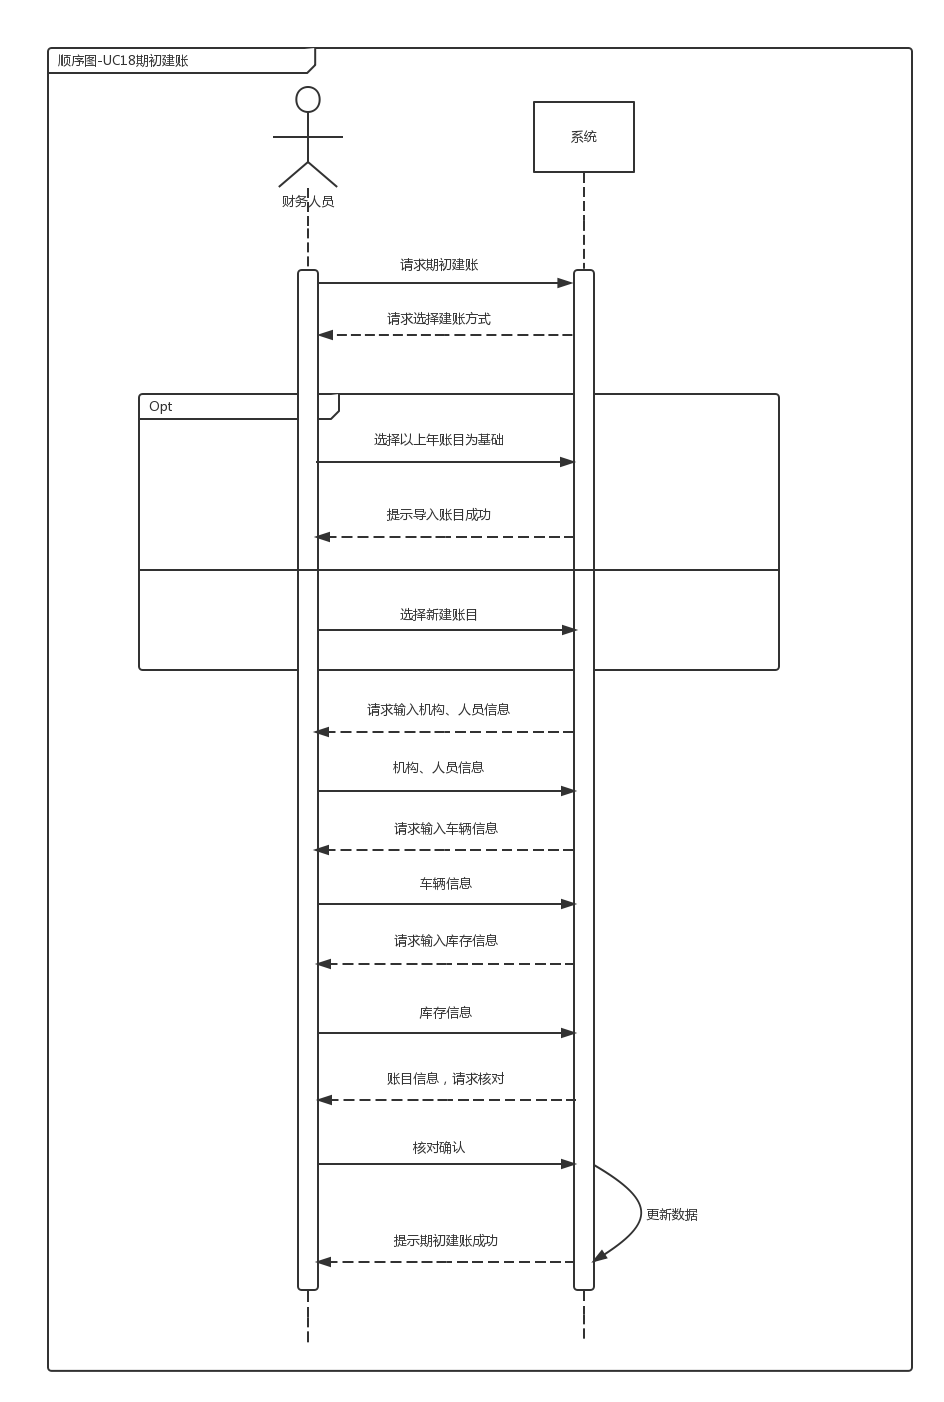 顺序图-UC18期初建账
系统
财务人员
请求期初建账
请求选择建账方式
Opt
选择以上年账目为基础
提示导入账目成功
选择新建账目
请求输入机构、人员信息
机构、人员信息
请求输入车辆信息
车辆信息
请求输入库存信息
库存信息
账目信息，请求核对
核对确认
更新数据
提示期初建账成功